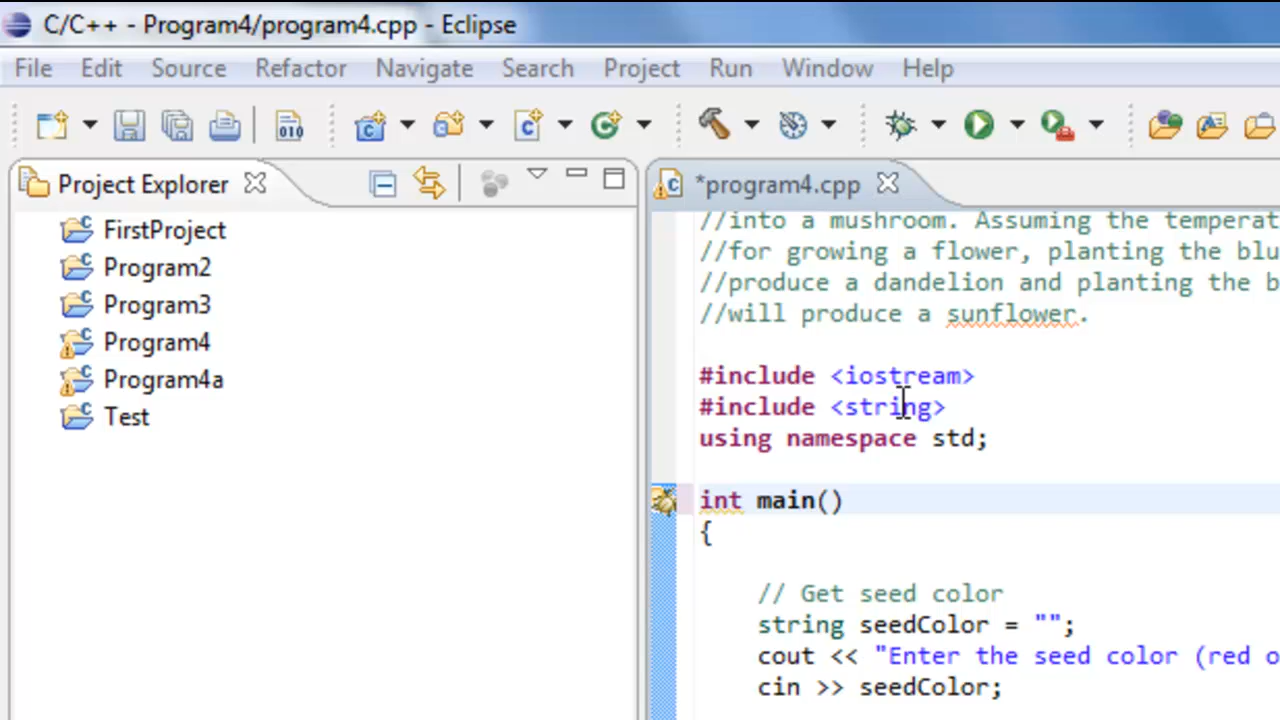 C/C++ - Program4/program4.cpp - Eclipse
File Edit Source Refactor Navigate Search Project Run Window Help
010
Project Explorer
*program4.cpp
FirstProject
Program2
Program3
Program4
Program4a
Test
//into a mushroom. Assuming the temperat
//for growing a flower, planting the blu
//produce a dandelion and planting the b
//will produce a sunflower.
#include <iostream>
#include <string>
using namespace std;
int main()
{
// Get seed color
string seedColor = "";
cout << "Enter the seed color (red o
cin >> seedColor;